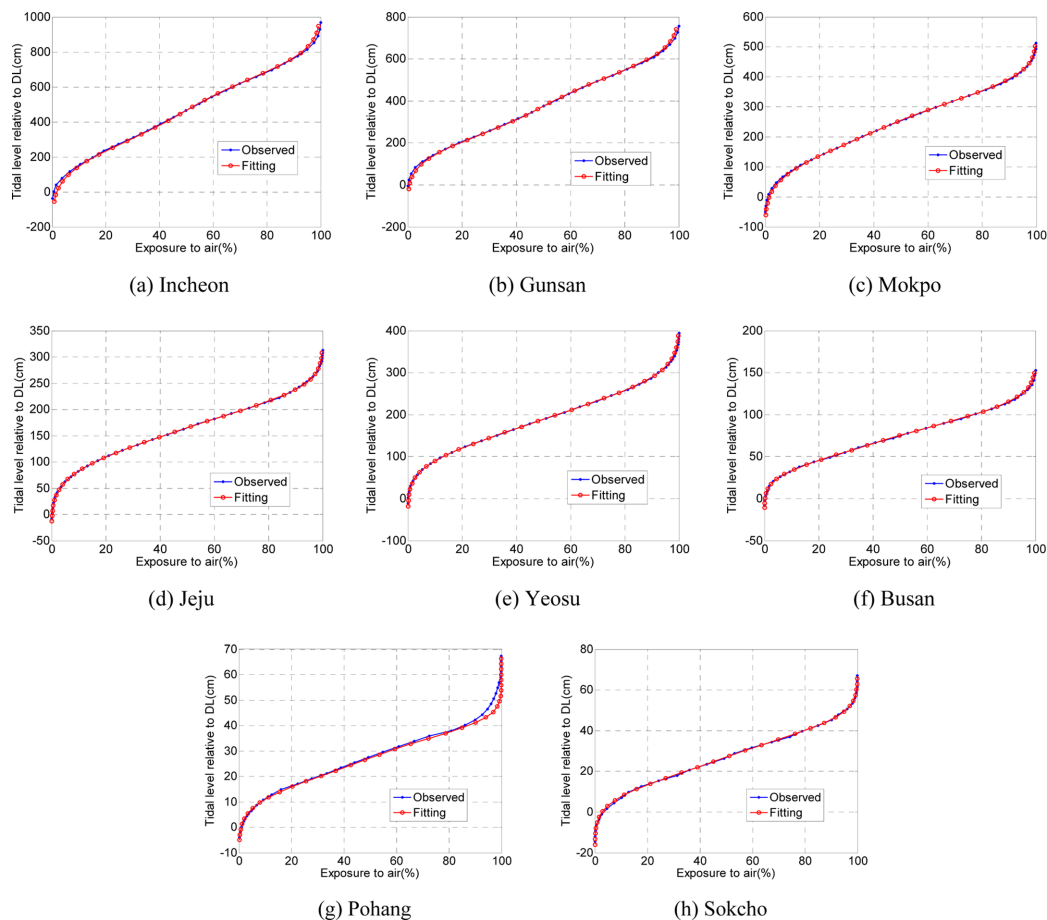 1000
800
600
400
200
0
-200
Tidal level relative to DL(cm)
0 20 40 60 80 100
Exposure to air(%)
Observed
Fitting
(a) Incheon
800
600
400
200
0
-200
Tidal level relative to DL(cm)
0 20 40 60 80 100
Exposure to air(%)
Observed
Fitting
(b) Gunsan
600
500
400
300
200
100
0
-100
Tidal level relative to DL(cm)
0 20 40 60 80 100
Exposure to air(%)
Observed
Fitting
(c) Mokpo
350
300
250
200
150
100
50
0
-50
Tidal level relative to DL(cm)
0 20 40 60 80 100
Exposure to air(%)
Observed
Fitting
(d) Jeju
400
300
200
100
0
-100
Tidal level relative to DL(cm)
0 20 40 60 80 100
Exposure to air(%)
Observed
Fitting
(e) Yeosu
200
150
100
50
0
-50
Tidal level relative to DL(cm)
0 20 40 60 80 100
Exposure to air(%)
Observed
Fitting
(f) Busan
70
60
50
40
30
20
10
0
-10
Tidal level relative to DL(cm)
0 20 40 60 80 100
Exposure to air(%)
Observed
Fitting
(g) Pohang
80
60
40
20
0
-20
Tidal level relative to DL(cm)
0 20 40 60 80 100
Exposure to air(%)
Observed
Fitting
(h) Sokcho